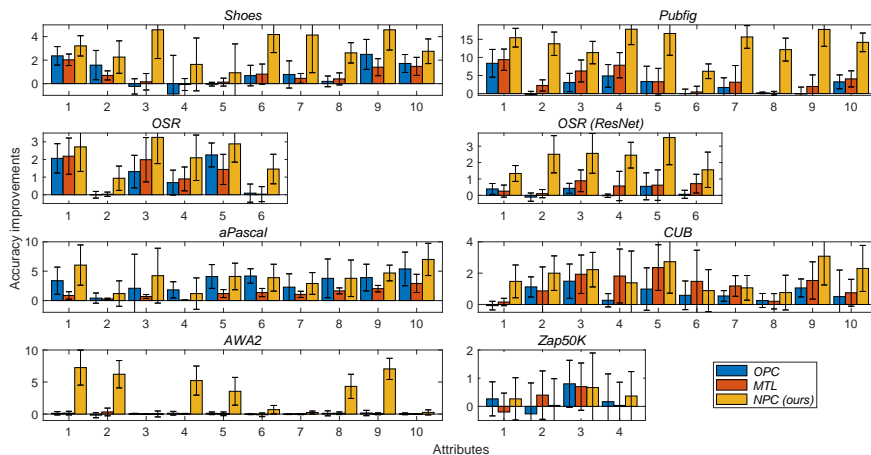 Shoes
4
2
0
1 2 3 4 5 6 7 8 9 10
Pubfig
15
10
5
0
1 2 3 4 5 6 7 8 9 10
OSR
3
2
1
0
1 2 3 4 5 6
OSR (ResNet)
3
2
1
0
1 2 3 4 5 6
Accuracy improvements
aPascal
10
5
0
1 2 3 4 5 6 7 8 9 10
CUB
4
2
0
1 2 3 4 5 6 7 8 9 10
AWA2
10
5
0
1 2 3 4 5 6 7 8 9 10
Zap50K
2
1
0
1 2 3 4
OPC
MTL
NPC (ours)
Attributes